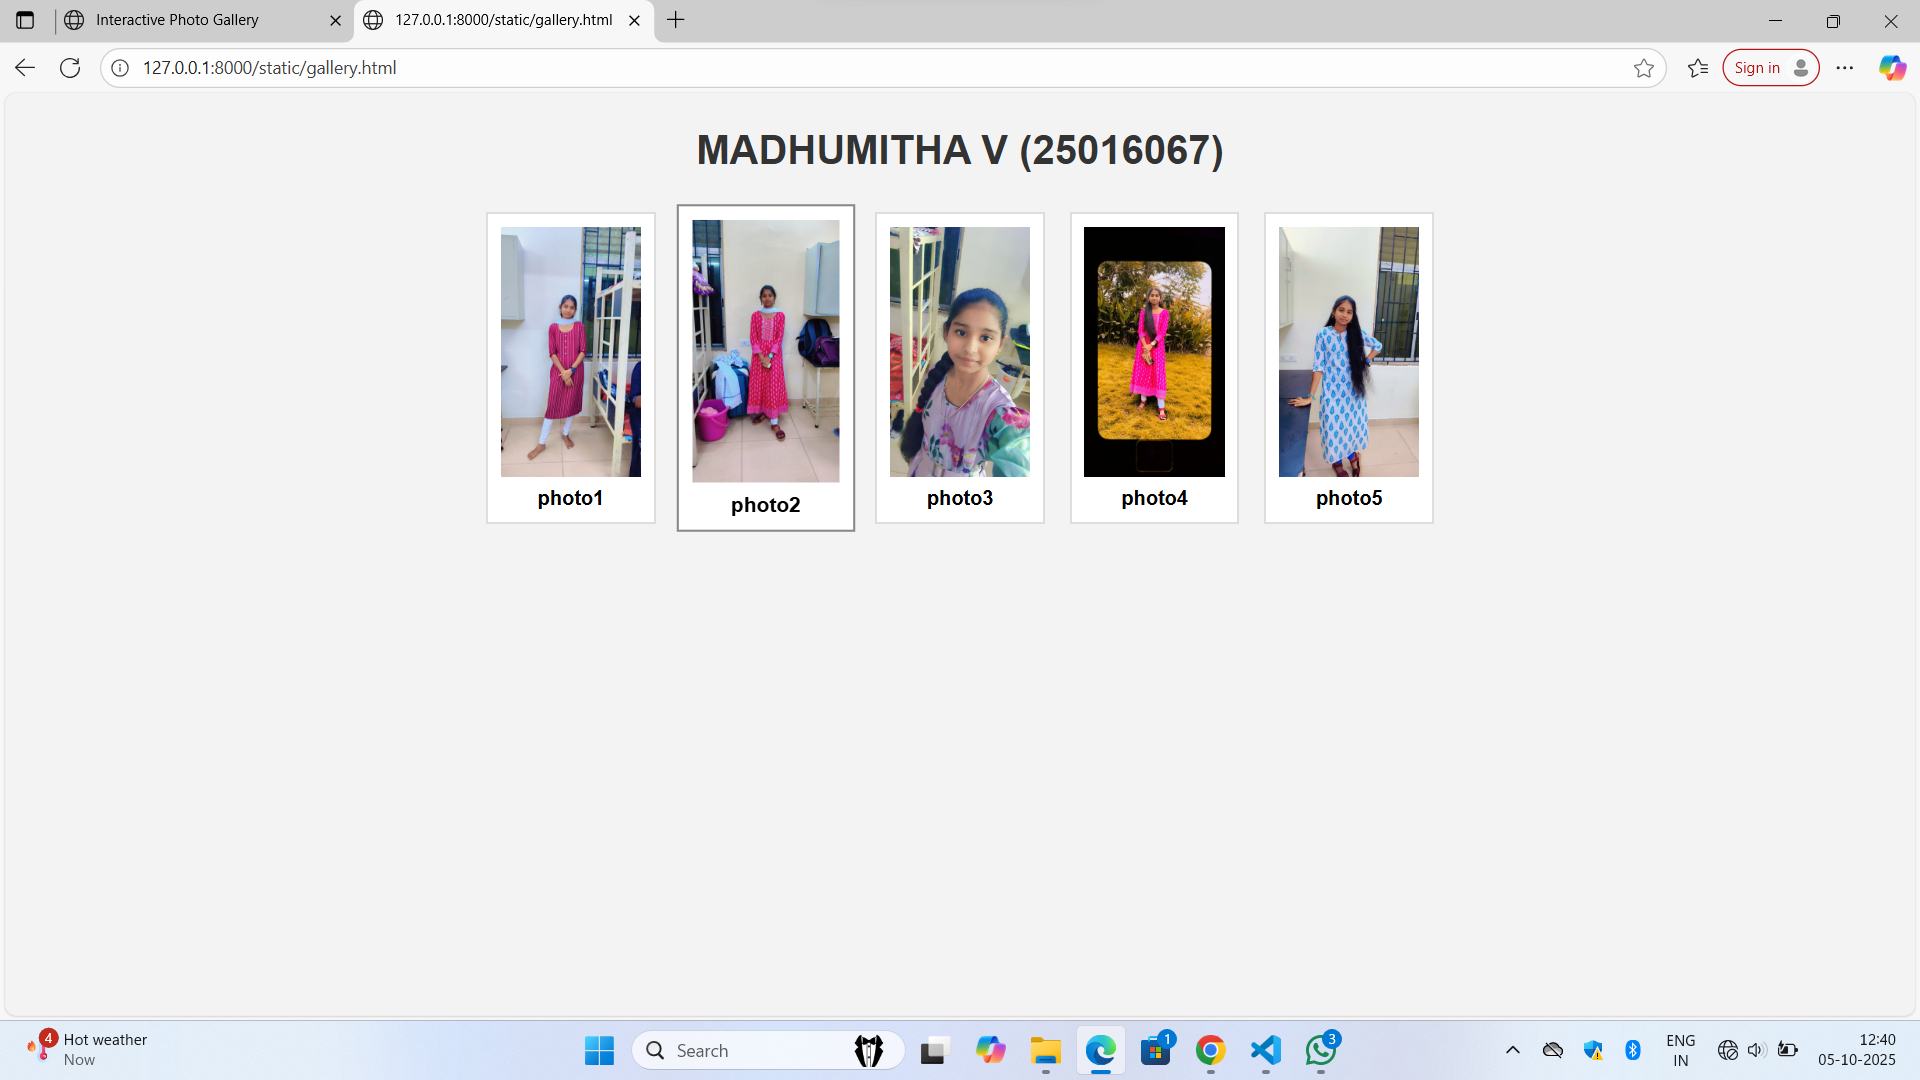 Interactive Photo Gallery
127.0.0.1:8000/static/gallery.html
127.0.0.1:8000/static/gallery.html
Sign in
MADHUMITHA V (25016067)
photo1
photo2
photo3
photo4
photo5
4
Hot weather
Now
Search
1
3
ENG
IN
12:40
05-10-2025